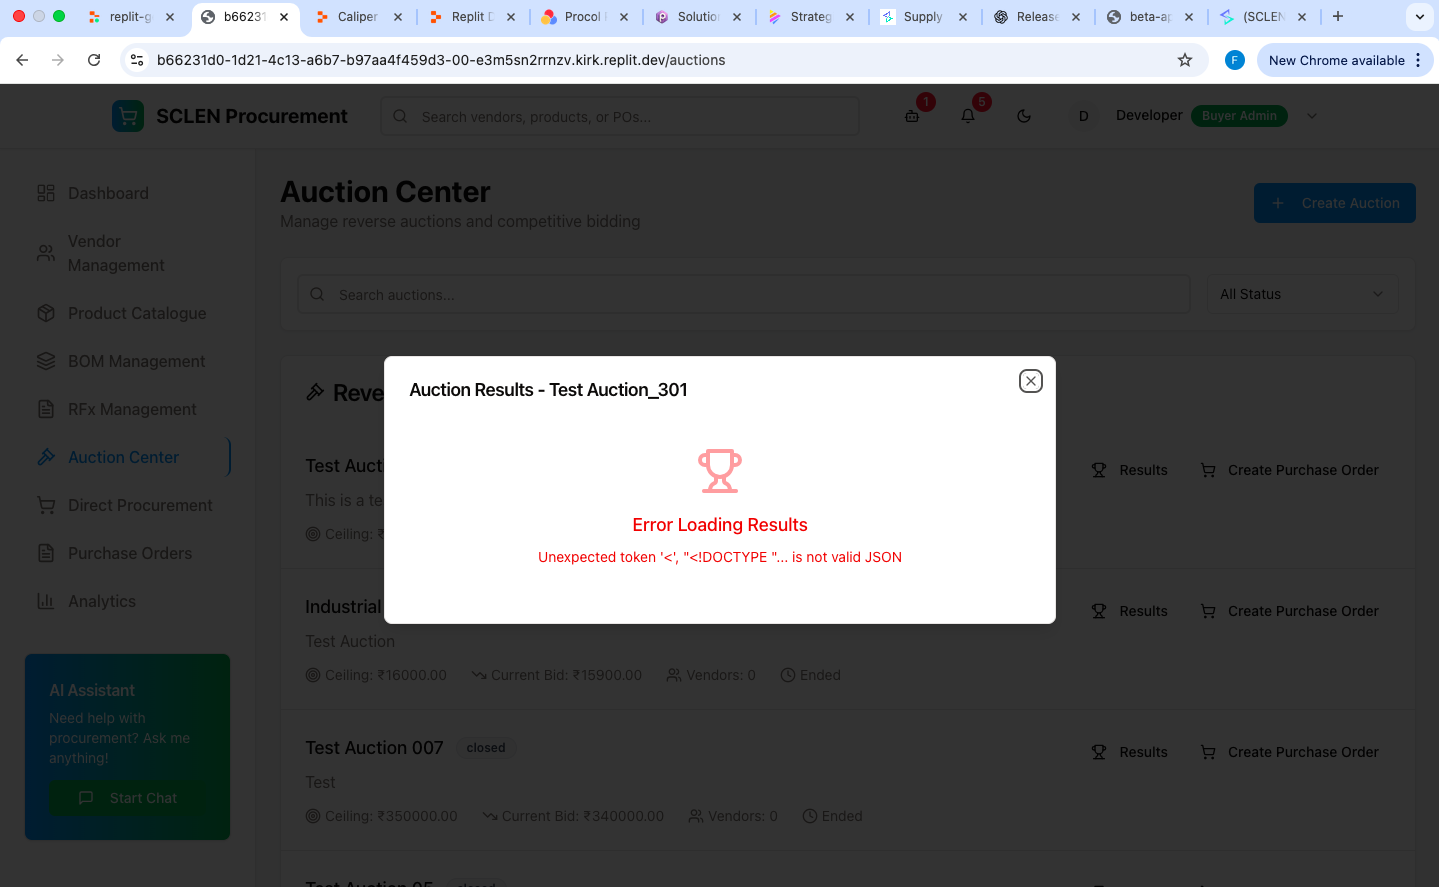 replit-g
b66231
Caliper
Replit D
Procol
Solution
Strateg
Supply
Release
beta-ap
(SCLEN
b66231d0-1d21-4c13-a6b7-b97aa4f459d3-00-e3m5sn2rrnzv.kirk.replit.dev/auctions
F
New Chrome available
SCLEN Procurement
Search vendors, products, or POs...
1
5
D
Developer
Buyer Admin
Dashboard
Vendor
Management
Product Catalogue
BOM Management
RFx Management
Auction Center
Direct Procurement
Purchase Orders
Analytics
AI Assistant
Need help with
procurement? Ask me
anything!
Start Chat
Auction Center
Manage reverse auctions and competitive bidding
Create Auction
Search auctions...
All Status
Reve
Test Auct
Results
Create Purchase Order
This is a te
Ceiling: ₹
Auction Results - Test Auction_301
Error Loading Results
Unexpected token '<', "<!DOCTYPE "... is not valid JSON
Industrial
Results
Create Purchase Order
Test Auction
Ceiling: ₹16000.00
Current Bid: ₹15900.00
Vendors: 0
Ended
Test Auction 007
closed
Results
Create Purchase Order
Test
Ceiling: ₹350000.00
Current Bid: ₹340000.00
Vendors: 0
Ended
Test Auction 05
closed